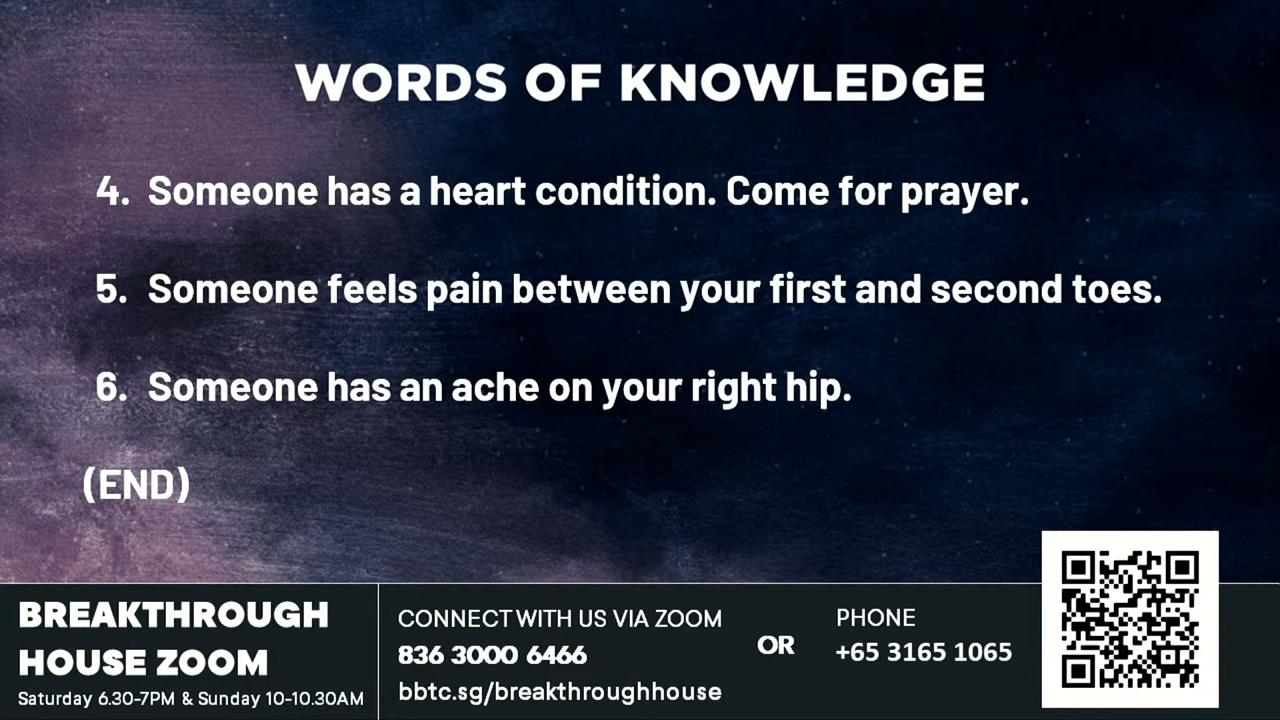 WORDS OF KNOWLEDGE
4. Someone has a heart condition. Come for prayer.
5. Someone feels pain between your first and second toes.
6. Someone has an ache on your right hip.
(END)
BREAKTHROUGH
HOUSE ZOOM
Saturday 6.30-7PM & Sunday 10-10.30AM
CONNECT WITH US VIA ZOOM
836 3000 6466
bbtc.sg/breakthroughhouse
OR
PHONE
+65 3165 1065